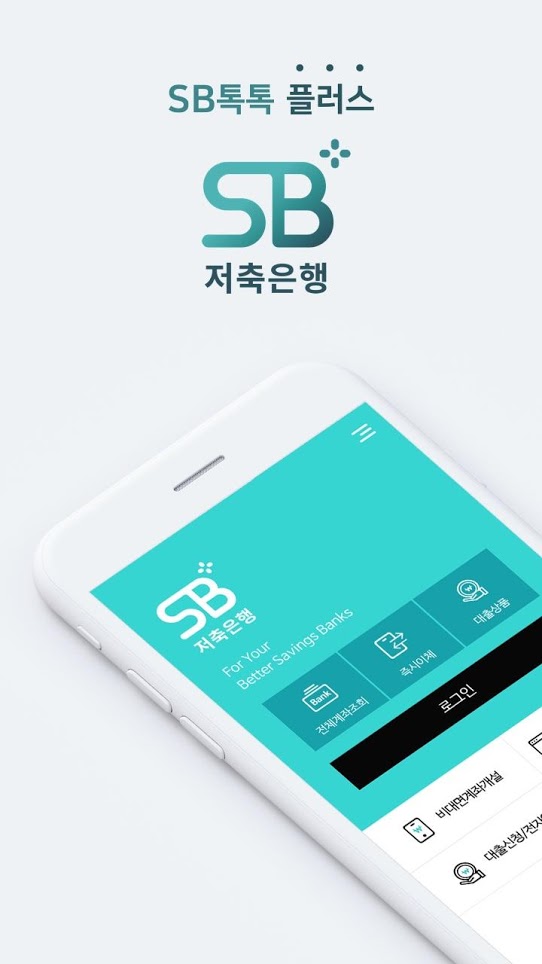 SB톡톡 플러스
SB
저축은행
SB
저축은행
For Your
Better Savings Banks
Bank
전체계좌조회
즉시이체
₩
대출상품
로그인
₩
비대면계좌개설
₩
대출신청/전자